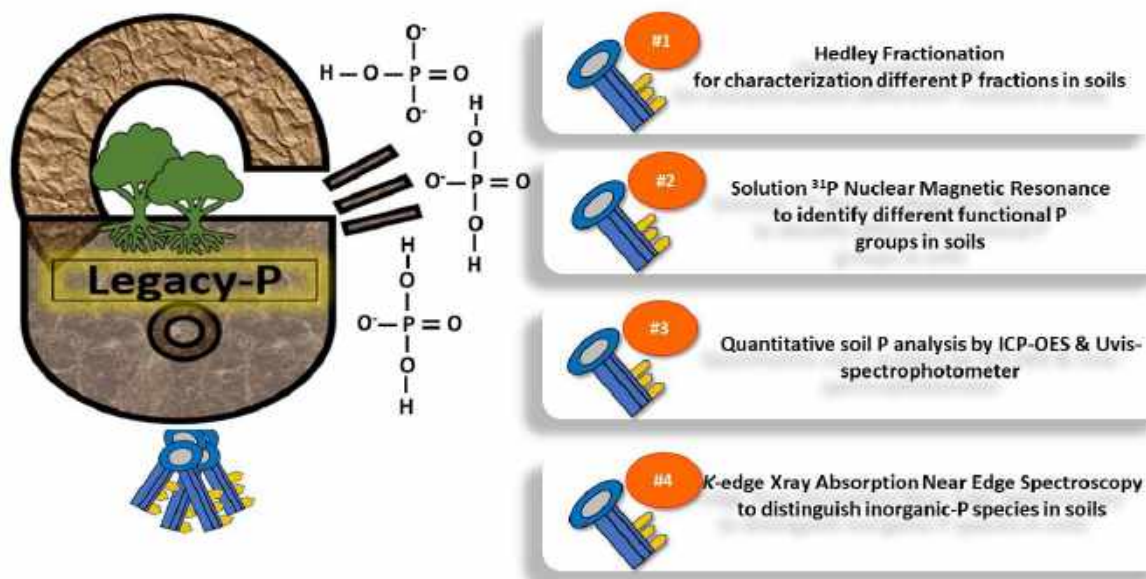 O⁻
H — O — P = O
O⁻
H
O
O⁻ — P = O
O
H
H
O
O⁻ — P = O
O
H
Legacy-P
#1
Hedley Fractionation
for characterization different P fractions in soils
#2
Solution ³¹P Nuclear Magnetic Resonance
to identify different functional P
groups in soils
#3
Quantitative soil P analysis by ICP-OES & Uvis-
spectrophotometer
#4
K-edge Xray Absorption Near Edge Spectroscopy
to distinguish inorganic-P species in soils